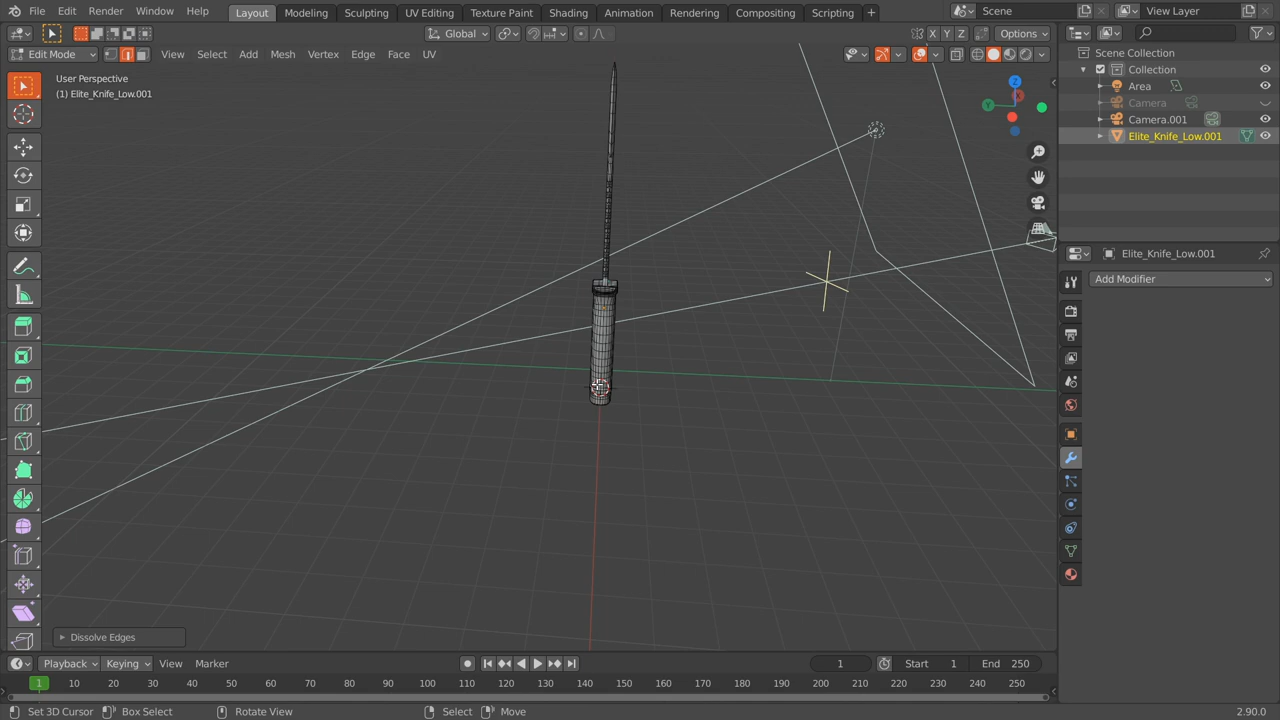 File Edit Render Window Help Layout Modeling Sculpting UV Editing Texture Paint Shading Animation Rendering Compositing Scripting + Scene View Layer
Global X Y Z Options
Edit Mode View Select Add Mesh Vertex Edge Face UV
User Perspective
(1) Elite_Knife_Low.001
Z
Y
X
Scene Collection
Collection
Area
Camera
Camera.001
Elite_Knife_Low.001
Elite_Knife_Low.001
Add Modifier
Dissolve Edges
Playback Keying View Marker 1 Start 1 End 250
1 10 20 30 40 50 60 70 80 90 100 110 120 130 140 150 160 170 180 190 200 210 220 230 240 250
Set 3D Cursor Box Select Rotate View Select Move 2.90.0